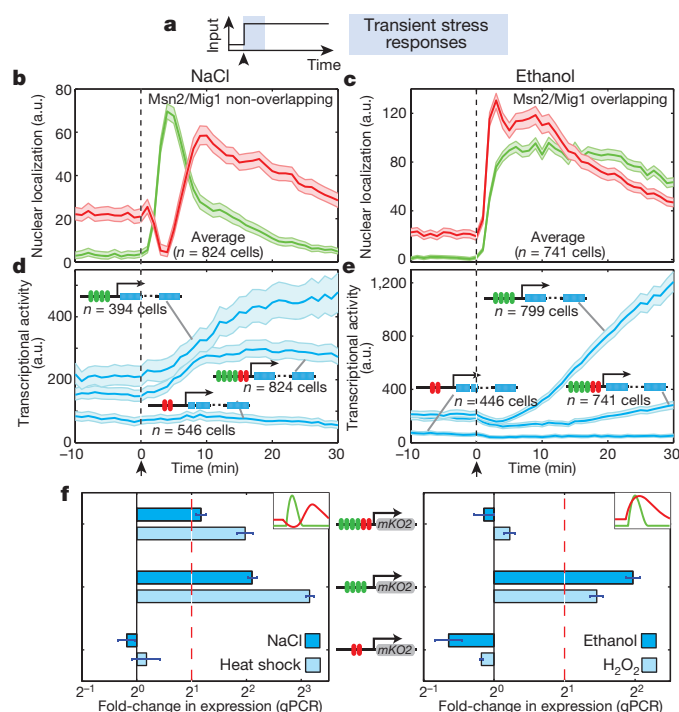 a
Input
Time
Transient stress
responses
b
NaCl
Msn2/Mig1 non-overlapping
Nuclear localization (a.u.)
80
60
40
20
0
Average
(n = 824 cells)
c
Ethanol
Msn2/Mig1 overlapping
Nuclear localization (a.u.)
120
80
40
0
Average
(n = 741 cells)
d
Transcriptional activity
(a.u.)
400
200
0
n = 394 cells
n = 824 cells
n = 546 cells
-10 0 10 20 30
Time (min)
e
Transcriptional activity
(a.u.)
1,200
800
400
0
n = 799 cells
n = 446 cells
n = 741 cells
-10 0 10 20 30
Time (min)
f
mKO2
mKO2
mKO2
NaCl
Heat shock
2-1 20 21 22 23
Fold-change in expression (qPCR)
Ethanol
H2O2
2-1 20 21 22
Fold-change in expression (qPCR)